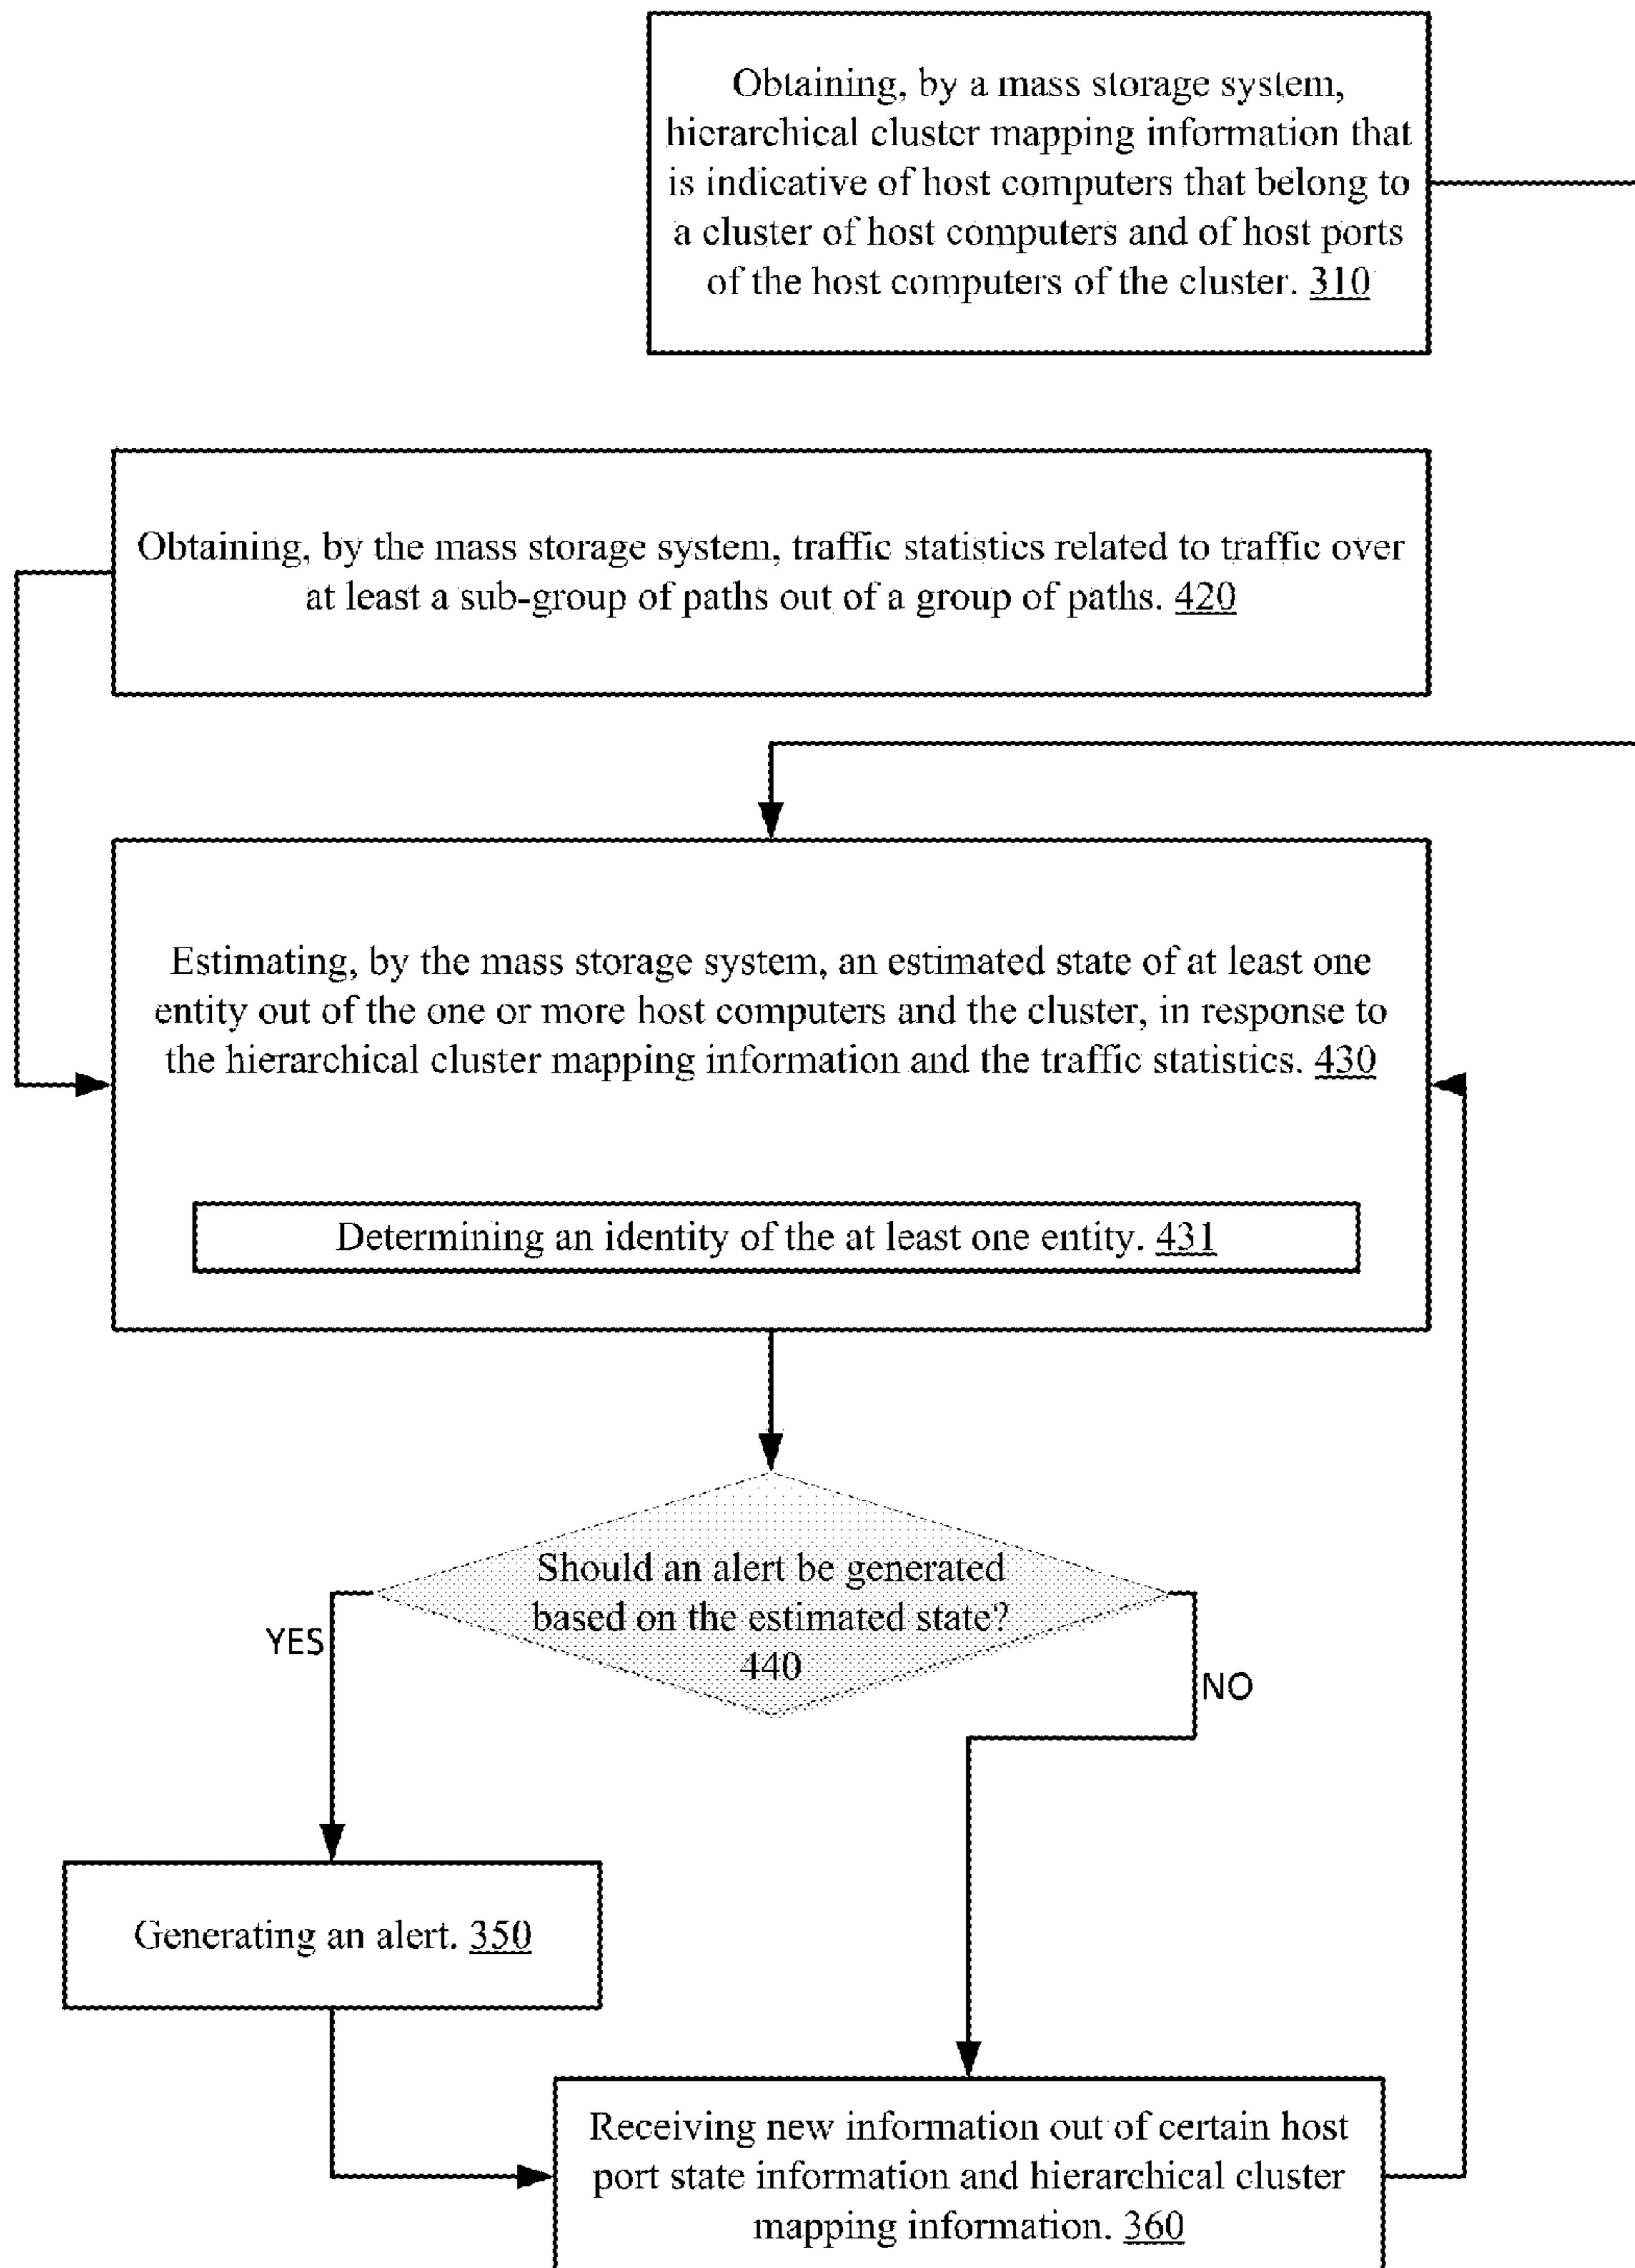 Obtaining, by a mass storage system,
hierarchical cluster mapping information that
is indicative of host computers that belong to
a cluster of host computers and of host ports
of the host computers of the cluster. 310
Obtaining, by the mass storage system, traffic statistics related to traffic over
at least a sub-group of paths out of a group of paths. 420
Estimating, by the mass storage system, an estimated state of at least one
entity out of the one or more host computers and the cluster, in response to
the hierarchical cluster mapping information and the traffic statistics. 430
Determining an identity of the at least one entity. 431
Should an alert be generated
based on the estimated state?
440
YES
NO
Generating an alert. 350
Receiving new information out of certain host
port state information and hierarchical cluster
mapping information. 360